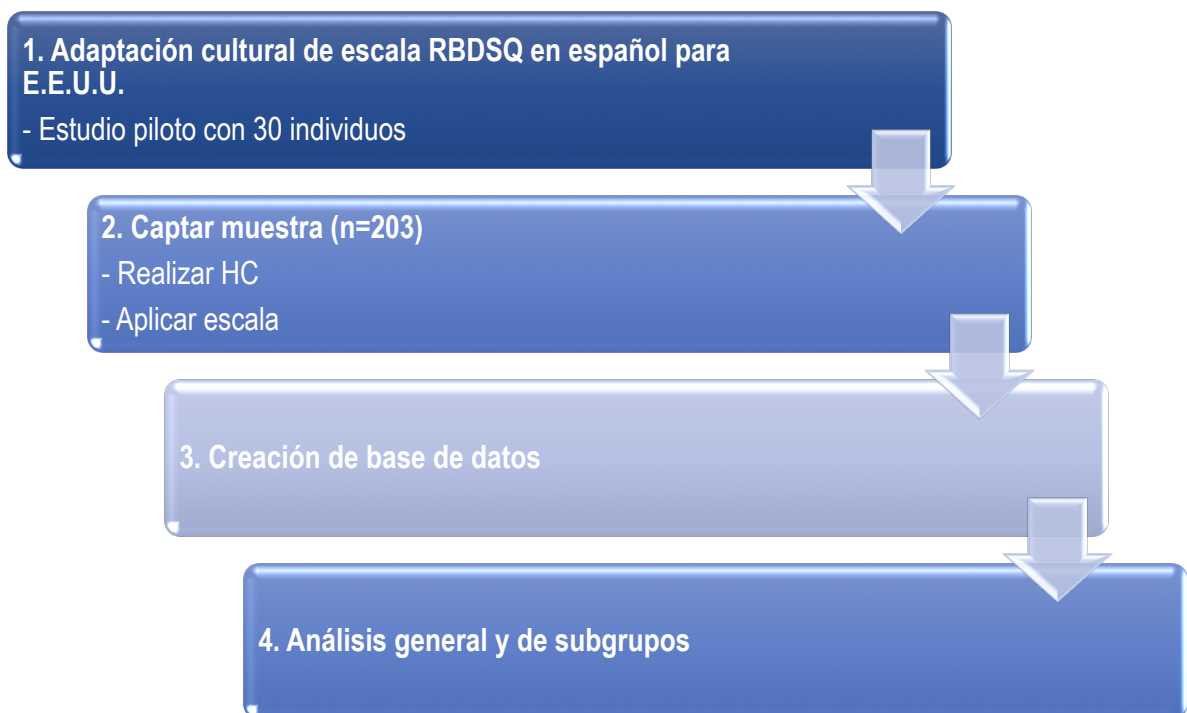 1. Adaptación cultural de escala RBDSQ en español para
E.E.U.U.
- Estudio piloto con 30 individuos
2. Captar muestra (n=203)
- Realizar HC
- Aplicar escala
3. Creación de base de datos
4. Análisis general y de subgrupos